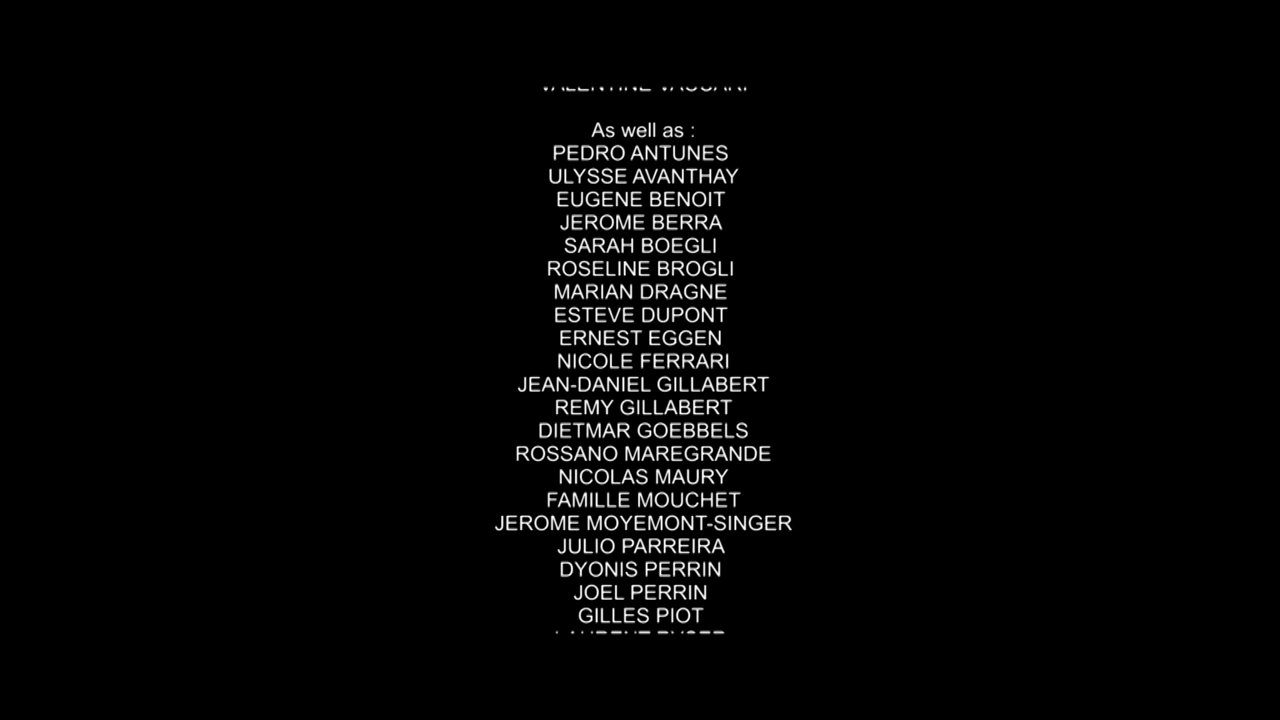 As well as :
PEDRO ANTUNES
ULYSSE AVANTHAY
EUGENE BENOIT
JEROME BERRA
SARAH BOEGLI
ROSELINE BROGLI
MARIAN DRAGNE
ESTEVE DUPONT
ERNEST EGGEN
NICOLE FERRARI
JEAN-DANIEL GILLABERT
REMY GILLABERT
DIETMAR GOEBBELS
ROSSANO MAREGRANDE
NICOLAS MAURY
FAMILLE MOUCHET
JEROME MOYEMONT-SINGER
JULIO PARREIRA
DYONIS PERRIN
JOEL PERRIN
GILLES PIOT